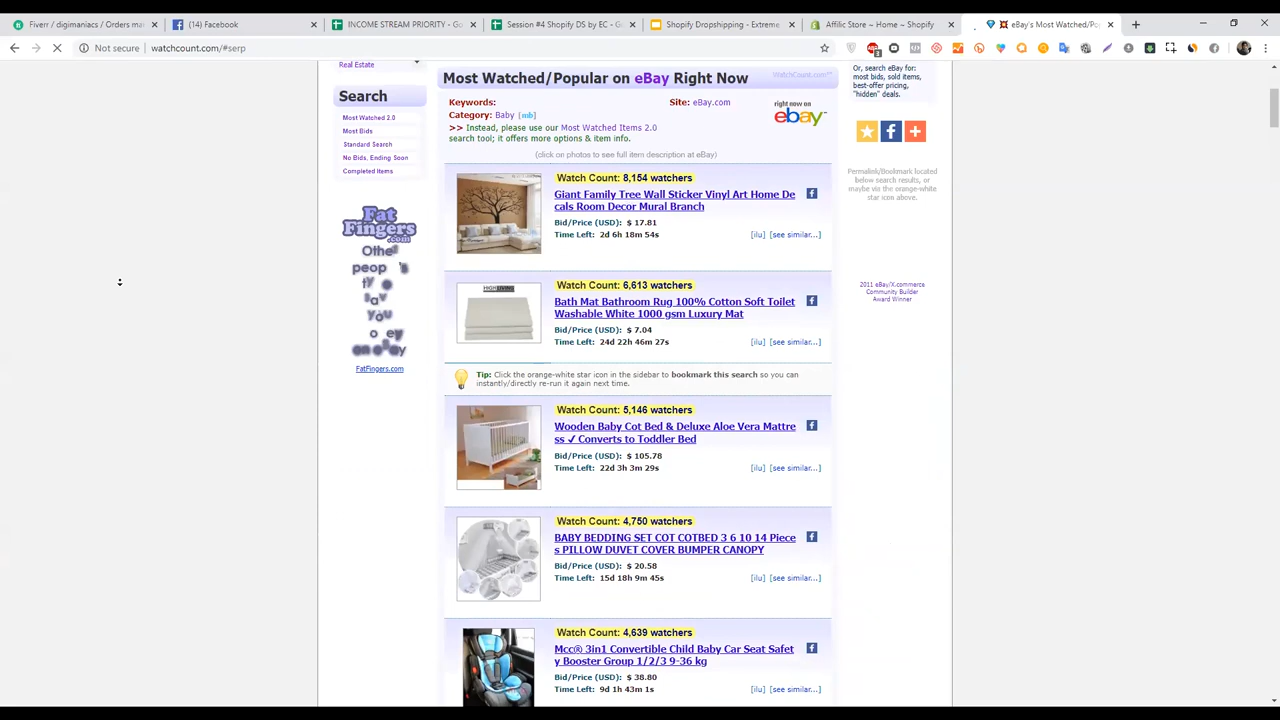 Fiverr / digimaniacs / Orders ma
(14) Facebook
INCOME STREAM PRIORITY - Go
Session #4 Shopify DS by EC - Go
Shopify Dropshipping - Extreme
Affilic Store ~ Home ~ Shopify
eBay's Most Watched/Po
Not secure
watchcount.com/#serp
Real Estate
Search
Most Watched 2.0
Most Bids
Standard Search
No Bids, Ending Soon
Completed Items
Fat
Fingers
.com
FatFingers.com
Most Watched/Popular on eBay Right Now
WatchCount.com
Keywords:
Site: eBay.com
Category: Baby [mb]
>> Instead, please use our Most Watched Items 2.0
search tool; it offers more options & item info.
right now on
ebay
(click on photos to see full item description at eBay)
Watch Count: 8,154 watchers
Giant Family Tree Wall Sticker Vinyl Art Home De
cals Room Decor Mural Branch
Bid/Price (USD): $ 17.81
Time Left: 2d 6h 18m 54s
[ilu] [see similar...]
Watch Count: 6,613 watchers
Bath Mat Bathroom Rug 100% Cotton Soft Toilet
Washable White 1000 gsm Luxury Mat
Bid/Price (USD): $ 7.04
Time Left: 24d 22h 46m 27s
[ilu] [see similar...]
Tip: Click the orange-white star icon in the sidebar to bookmark this search so you can
instantly/directly re-run it again next time.
Watch Count: 5,146 watchers
Wooden Baby Cot Bed & Deluxe Aloe Vera Mattre
ss ✓ Converts to Toddler Bed
Bid/Price (USD): $ 105.78
Time Left: 22d 3h 3m 29s
[ilu] [see similar...]
Watch Count: 4,750 watchers
BABY BEDDING SET COT COTBED 3 6 10 14 Piece
s PILLOW DUVET COVER BUMPER CANOPY
Bid/Price (USD): $ 20.58
Time Left: 15d 18h 9m 45s
[ilu] [see similar...]
Watch Count: 4,639 watchers
Mcc® 3in1 Convertible Child Baby Car Seat Safet
y Booster Group 1/2/3 9-36 kg
Bid/Price (USD): $ 38.80
Time Left: 9d 1h 43m 1s
[ilu] [see similar...]
Or, search eBay for:
most bids, sold items,
best-offer pricing,
"hidden" deals.
Permalink/Bookmark located
below search results, or
maybe via the orange-white
star icon above.
2011 eBay/X.commerce
Community Builder
Award Winner